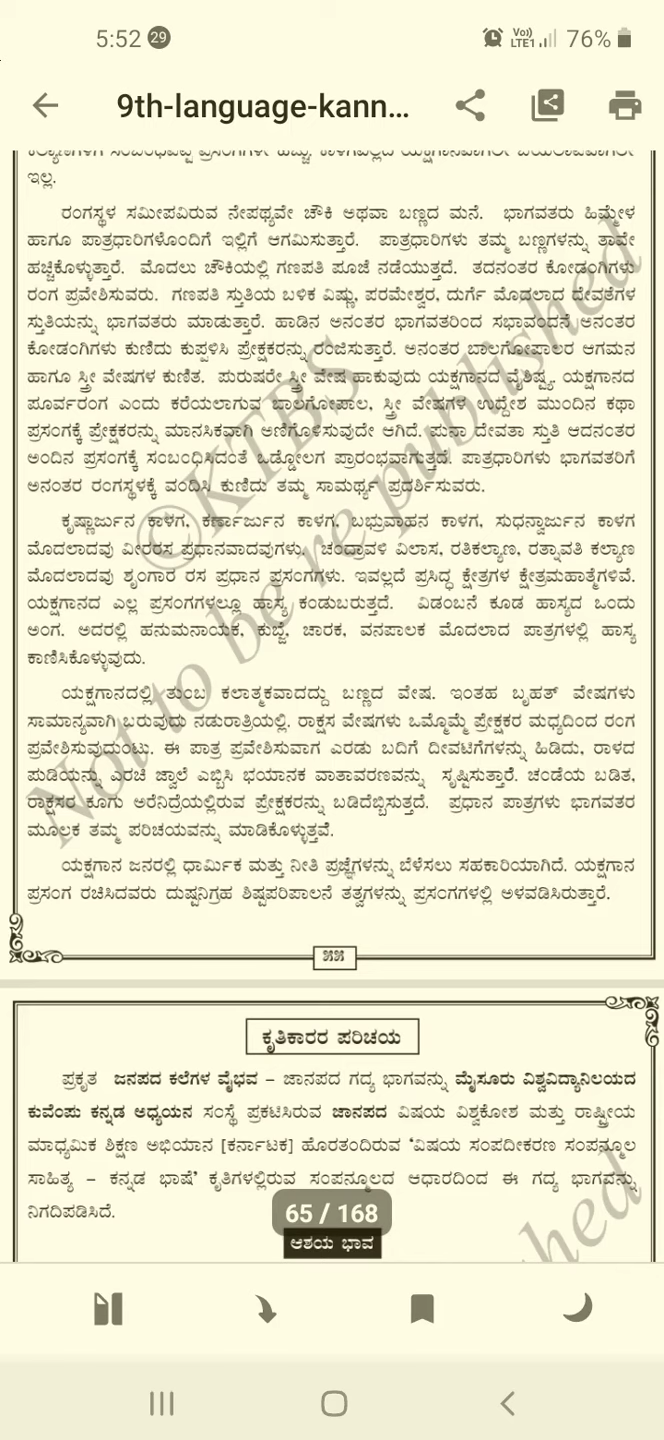 5:52 29 Vo) LTE1 76%
9th-language-kann...
ಇಲ್ಲ.
ರಂಗಸ್ಥಳ ಸಮೀಪವಿರುವ ನೇಪಥ್ಯವೇ ಚೌಕಿ ಅಥವಾ ಬಣ್ಣದ ಮನೆ. ಭಾಗವತರು ಹಿಮ್ಮೇಳ
ಹಾಗೂ ಪಾತ್ರಧಾರಿಗಳೊಂದಿಗೆ ಇಲ್ಲಿಗೆ ಆಗಮಿಸುತ್ತಾರೆ. ಪಾತ್ರಧಾರಿಗಳು ತಮ್ಮ ಬಣ್ಣಗಳನ್ನು ತಾವೇ
ಹಚ್ಚಿಕೊಳ್ಳುತ್ತಾರೆ. ಮೊದಲು ಚೌಕಿಯಲ್ಲಿ ಗಣಪತಿ ಪೂಜೆ ನಡೆಯುತ್ತದೆ. ತದನಂತರ ಕೋಡಂಗಿಗಳು
ರಂಗ ಪ್ರವೇಶಿಸುವರು. ಗಣಪತಿ ಸ್ತುತಿಯ ಬಳಿಕ ವಿಷ್ಣು, ಪರಮೇಶ್ವರ, ದುರ್ಗೆ ಮೊದಲಾದ ದೇವತೆಗಳ
ಸ್ತುತಿಯನ್ನು ಭಾಗವತರು ಮಾಡುತ್ತಾರೆ. ಹಾಡಿನ ಅನಂತರ ಭಾಗವತರಿಂದ ಸಭಾವಂದನೆ ಅನಂತರ
ಕೋಡಂಗಿಗಳು ಕುಣಿದು ಕುಪ್ಪಳಿಸಿ ಪ್ರೇಕ್ಷಕರನ್ನು ರಂಜಿಸುತ್ತಾರೆ. ಅನಂತರ ಬಾಲಗೋಪಾಲರ ಆಗಮನ
ಹಾಗೂ ಸ್ತ್ರೀ ವೇಷಗಳ ಕುಣಿತ. ಪುರುಷರೇ ಸ್ತ್ರೀ ವೇಷ ಹಾಕುವುದು ಯಕ್ಷಗಾನದ ವೈಶಿಷ್ಟ್ಯ. ಯಕ್ಷಗಾನದ
ಪೂರ್ವರಂಗ ಎಂದು ಕರೆಯಲಾಗುವ ಬಾಲಗೋಪಾಲ, ಸ್ತ್ರೀ ವೇಷಗಳ ಉದ್ದೇಶ ಮುಂದಿನ ಕಥಾ
ಪ್ರಸಂಗಕ್ಕೆ ಪ್ರೇಕ್ಷಕರನ್ನು ಮಾನಸಿಕವಾಗಿ ಅಣಿಗೊಳಿಸುವುದೇ ಆಗಿದೆ. ಪುನಾ ದೇವತಾ ಸ್ತುತಿ ಆದನಂತರ
ಅಂದಿನ ಪ್ರಸಂಗಕ್ಕೆ ಸಂಬಂಧಿಸಿದಂತೆ ಒಡ್ಡೋಲಗ ಪ್ರಾರಂಭವಾಗುತ್ತದೆ. ಪಾತ್ರಧಾರಿಗಳು ಭಾಗವತರಿಗೆ
ಅನಂತರ ರಂಗಸ್ಥಳಕ್ಕೆ ವಂದಿಸಿ ಕುಣಿದು ತಮ್ಮ ಸಾಮರ್ಥ್ಯ ಪ್ರದರ್ಶಿಸುವರು.
ಕೃಷ್ಣಾರ್ಜುನ ಕಾಳಗ, ಕರ್ಣಾರ್ಜುನ ಕಾಳಗ, ಬಭ್ರುವಾಹನ ಕಾಳಗ, ಸುಧನ್ವಾರ್ಜುನ ಕಾಳಗ
ಮೊದಲಾದವು ವೀರರಸ ಪ್ರಧಾನವಾದವುಗಳು. ಚಂದ್ರಾವಳಿ ವಿಲಾಸ, ರತಿಕಲ್ಯಾಣ, ರತ್ನಾವತಿ ಕಲ್ಯಾಣ
ಮೊದಲಾದವು ಶೃಂಗಾರ ರಸ ಪ್ರಧಾನ ಪ್ರಸಂಗಗಳು. ಇವಲ್ಲದೆ ಪ್ರಸಿದ್ಧ ಕ್ಷೇತ್ರಗಳ ಕ್ಷೇತ್ರಮಹಾತ್ಮೆಗಳಿವೆ.
ಯಕ್ಷಗಾನದ ಎಲ್ಲ ಪ್ರಸಂಗಗಳಲ್ಲೂ ಹಾಸ್ಯ ಕಂಡುಬರುತ್ತದೆ. ವಿಡಂಬನೆ ಕೂಡ ಹಾಸ್ಯದ ಒಂದು
ಅಂಗ. ಅದರಲ್ಲಿ ಹನುಮನಾಯಕ, ಕುಬ್ಜೆ, ಚಾರಕ, ವನಪಾಲಕ ಮೊದಲಾದ ಪಾತ್ರಗಳಲ್ಲಿ ಹಾಸ್ಯ
ಕಾಣಿಸಿಕೊಳ್ಳುವುದು.
ಯಕ್ಷಗಾನದಲ್ಲಿ ತುಂಬ ಕಲಾತ್ಮಕವಾದದ್ದು ಬಣ್ಣದ ವೇಷ. ಇಂತಹ ಬೃಹತ್ ವೇಷಗಳು
ಸಾಮಾನ್ಯವಾಗಿ ಬರುವುದು ನಡುರಾತ್ರಿಯಲ್ಲಿ. ರಾಕ್ಷಸ ವೇಷಗಳು ಒಮ್ಮೊಮ್ಮೆ ಪ್ರೇಕ್ಷಕರ ಮಧ್ಯದಿಂದ ರಂಗ
ಪ್ರವೇಶಿಸುವುದುಂಟು. ಈ ಪಾತ್ರ ಪ್ರವೇಶಿಸುವಾಗ ಎರಡು ಬದಿಗೆ ದೀವಟಿಗೆಗಳನ್ನು ಹಿಡಿದು, ರಾಳದ
ಪುಡಿಯನ್ನು ಎರಚಿ ಜ್ವಾಲೆ ಎಬ್ಬಿಸಿ ಭಯಾನಕ ವಾತಾವರಣವನ್ನು ಸೃಷ್ಟಿಸುತ್ತಾರೆ. ಚಂಡೆಯ ಬಡಿತ,
ರಾಕ್ಷಸರ ಕೂಗು ಅರೆನಿದ್ರೆಯಲ್ಲಿರುವ ಪ್ರೇಕ್ಷಕರನ್ನು ಬಡಿದೆಬ್ಬಿಸುತ್ತದೆ. ಪ್ರಧಾನ ಪಾತ್ರಗಳು ಭಾಗವತರ
ಮೂಲಕ ತಮ್ಮ ಪರಿಚಯವನ್ನು ಮಾಡಿಕೊಳ್ಳುತ್ತವೆ.
ಯಕ್ಷಗಾನ ಜನರಲ್ಲಿ ಧಾರ್ಮಿಕ ಮತ್ತು ನೀತಿ ಪ್ರಜ್ಞೆಗಳನ್ನು ಬೆಳೆಸಲು ಸಹಕಾರಿಯಾಗಿದೆ. ಯಕ್ಷಗಾನ
ಪ್ರಸಂಗ ರಚಿಸಿದವರು ದುಷ್ಟನಿಗ್ರಹ ಶಿಷ್ಟಪರಿಪಾಲನೆ ತತ್ವಗಳನ್ನು ಪ್ರಸಂಗಗಳಲ್ಲಿ ಅಳವಡಿಸಿರುತ್ತಾರೆ.
೫೫
©KTBS
Not to be re published
ಕೃತಿಕಾರರ ಪರಿಚಯ
ಪ್ರಕೃತ ಜನಪದ ಕಲೆಗಳ ವೈಭವ – ಜಾನಪದ ಗದ್ಯ ಭಾಗವನ್ನು ಮೈಸೂರು ವಿಶ್ವವಿದ್ಯಾನಿಲಯದ
ಕುವೆಂಪು ಕನ್ನಡ ಅಧ್ಯಯನ ಸಂಸ್ಥೆ ಪ್ರಕಟಿಸಿರುವ ಜಾನಪದ ವಿಷಯ ವಿಶ್ವಕೋಶ ಮತ್ತು ರಾಷ್ಟ್ರೀಯ
ಮಾಧ್ಯಮಿಕ ಶಿಕ್ಷಣ ಅಭಿಯಾನ [ಕರ್ನಾಟಕ] ಹೊರತಂದಿರುವ ‘ವಿಷಯ ಸಂಪದೀಕರಣ ಸಂಪನ್ಮೂಲ
ಸಾಹಿತ್ಯ – ಕನ್ನಡ ಭಾಷೆ’ ಕೃತಿಗಳಲ್ಲಿರುವ ಸಂಪನ್ಮೂಲದ ಆಧಾರದಿಂದ ಈ ಗದ್ಯ ಭಾಗವನ್ನು
ನಿಗದಿಪಡಿಸಿದೆ.
65 / 168
ಆಶಯ ಭಾವ
hed